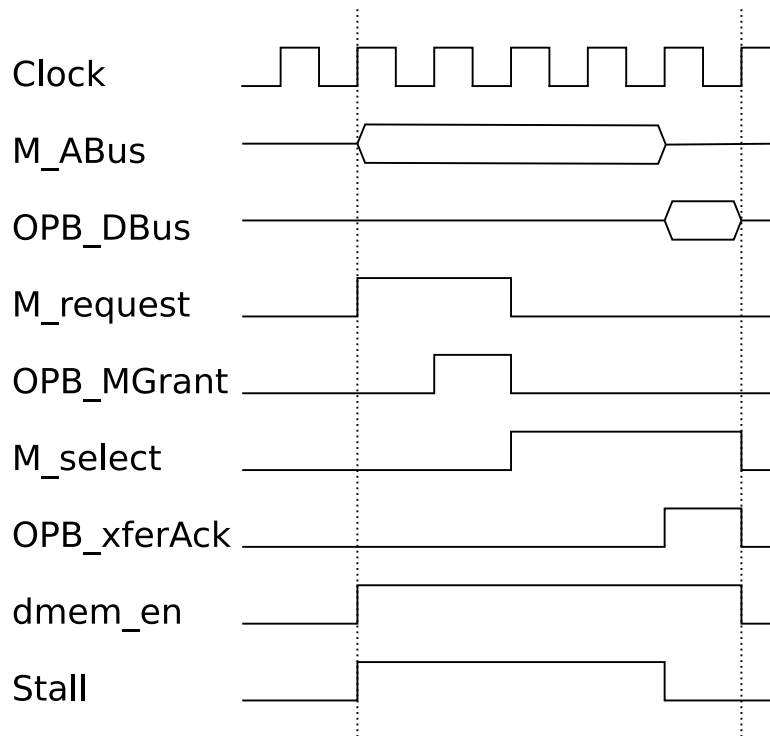 Clock
M_ABus
OPB_DBus
M_request
OPB_MGrant
M_select
OPB_xferAck
dmem_en
Stall